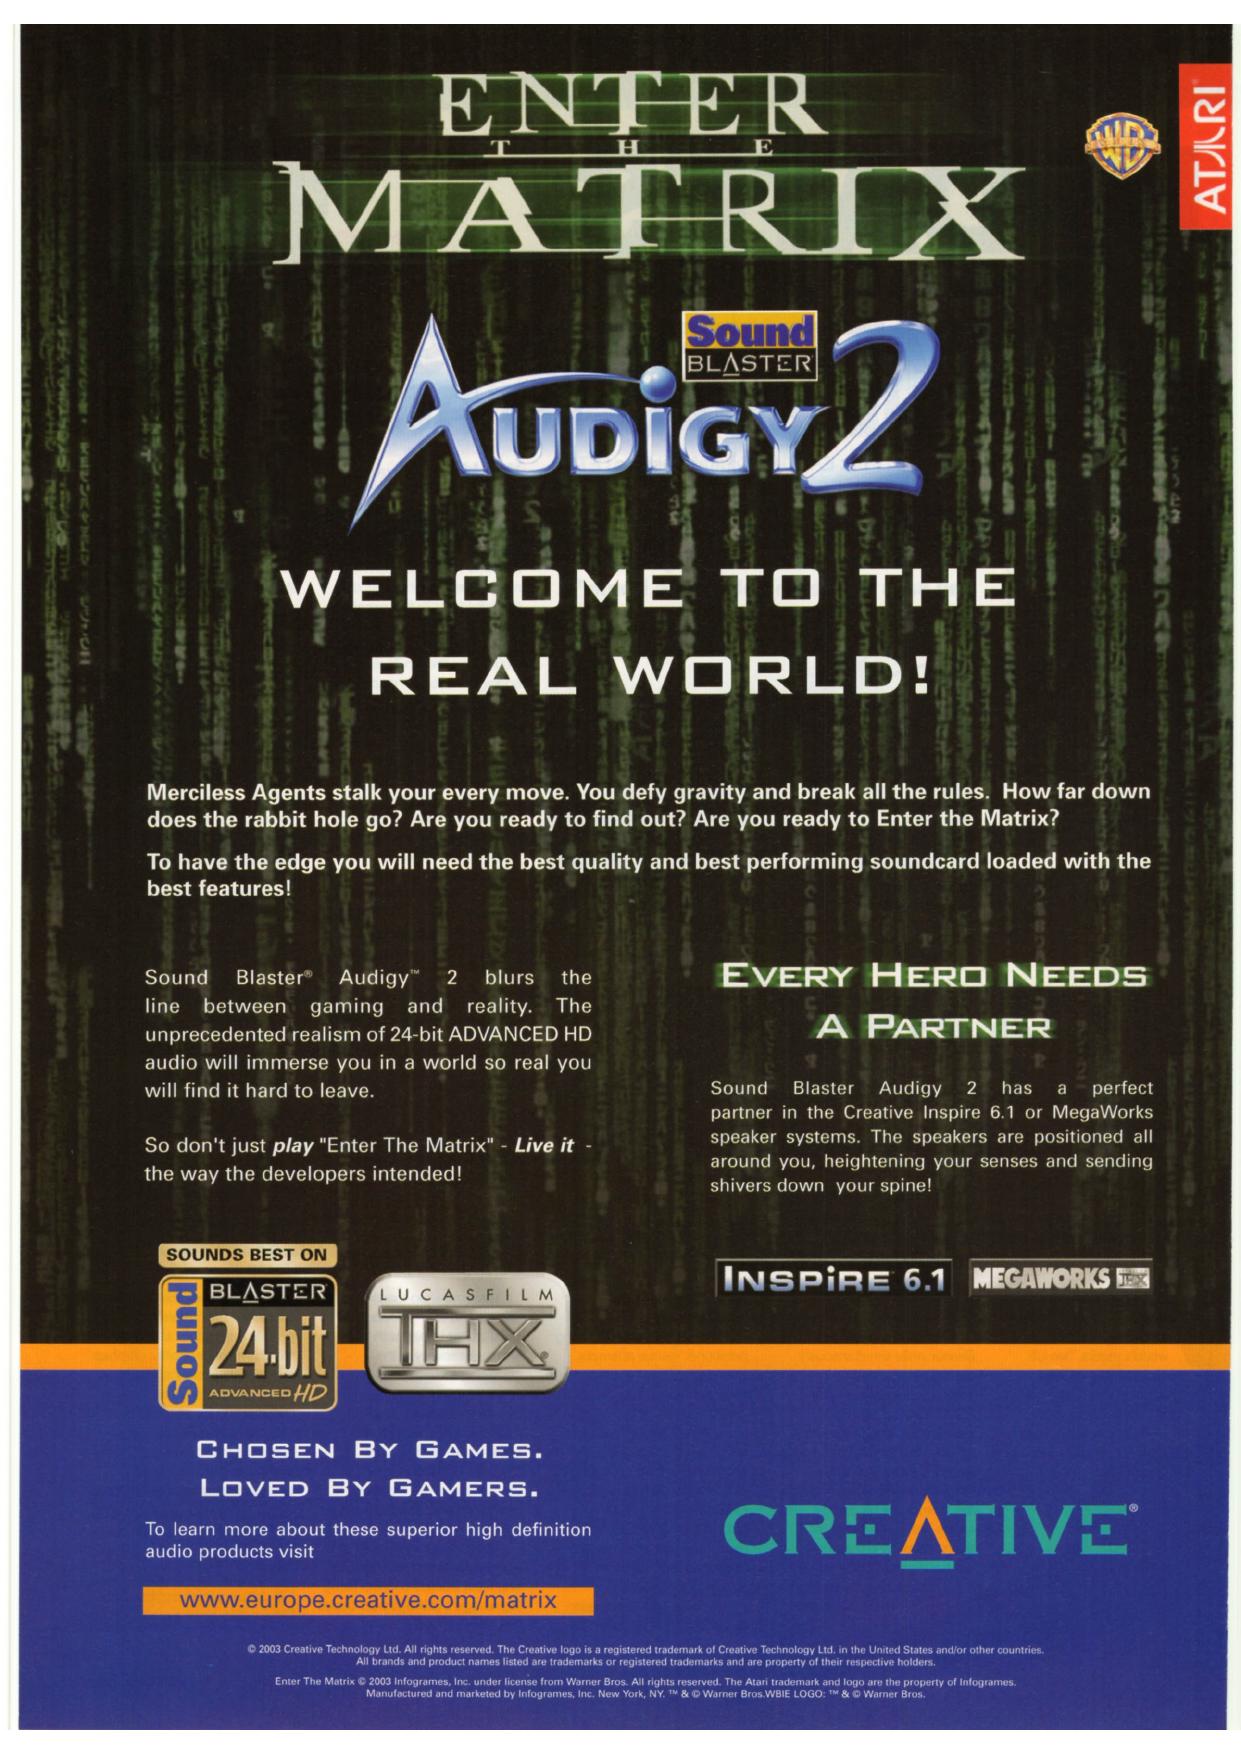 ENTER
THE
MATRIX
WB
ATARI
Sound
BLASTER
AUDIGY 2
WELCOME TO THE
REAL WORLD!
Merciless Agents stalk your every move. You defy gravity and break all the rules. How far down
does the rabbit hole go? Are you ready to find out? Are you ready to Enter the Matrix?
To have the edge you will need the best quality and best performing soundcard loaded with the
best features!
Sound Blaster® Audigy™ 2 blurs the
line between gaming and reality. The
unprecedented realism of 24-bit ADVANCED HD
audio will immerse you in a world so real you
will find it hard to leave.
So don't just play "Enter The Matrix" - Live it -
the way the developers intended!
EVERY HERO NEEDS
A PARTNER
Sound Blaster Audigy 2 has a perfect
partner in the Creative Inspire 6.1 or MegaWorks
speaker systems. The speakers are positioned all
around you, heightening your senses and sending
shivers down your spine!
SOUNDS BEST ON
Sound
BLASTER
24-bit
ADVANCED HD
LUCASFILM
THX®
INSPiRE 6.1
MEGAWORKS THX
CHOSEN BY GAMES.
LOVED BY GAMERS.
To learn more about these superior high definition
audio products visit
www.europe.creative.com/matrix
CREATIVE®
© 2003 Creative Technology Ltd. All rights reserved. The Creative logo is a registered trademark of Creative Technology Ltd. in the United States and/or other countries.
All brands and product names listed are trademarks or registered trademarks and are property of their respective holders.
Enter The Matrix © 2003 Infogrames, Inc. under license from Warner Bros. All rights reserved. The Atari trademark and logo are the property of Infogrames.
Manufactured and marketed by Infogrames, Inc. New York, NY. ™ & © Warner Bros.WBIE LOGO: ™ & © Warner Bros.